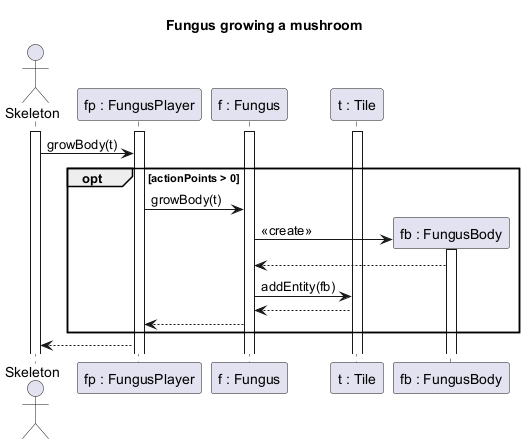 Fungus growing a mushroom
Skeleton
fp : FungusPlayer
f : Fungus
t : Tile
growBody(t)
opt
[actionPoints > 0]
growBody(t)
«create»
fb : FungusBody
addEntity(fb)
Skeleton
fp : FungusPlayer
f : Fungus
t : Tile
fb : FungusBody